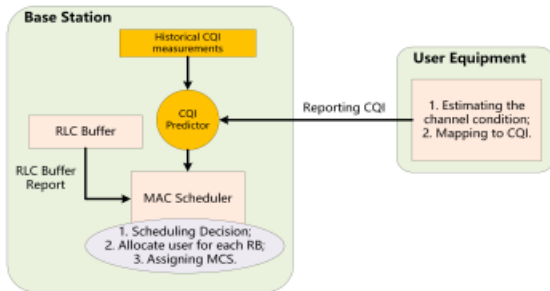 Base Station
Historical CQI
measurements
User Equipment
CQI
Predictor
Reporting CQI
1. Estimating the
channel condition;
2. Mapping to CQI.
RLC Buffer
RLC Buffer
Report
MAC Scheduler
1. Scheduling Decision;
2. Allocate user for each RB;
3. Assigning MCS.